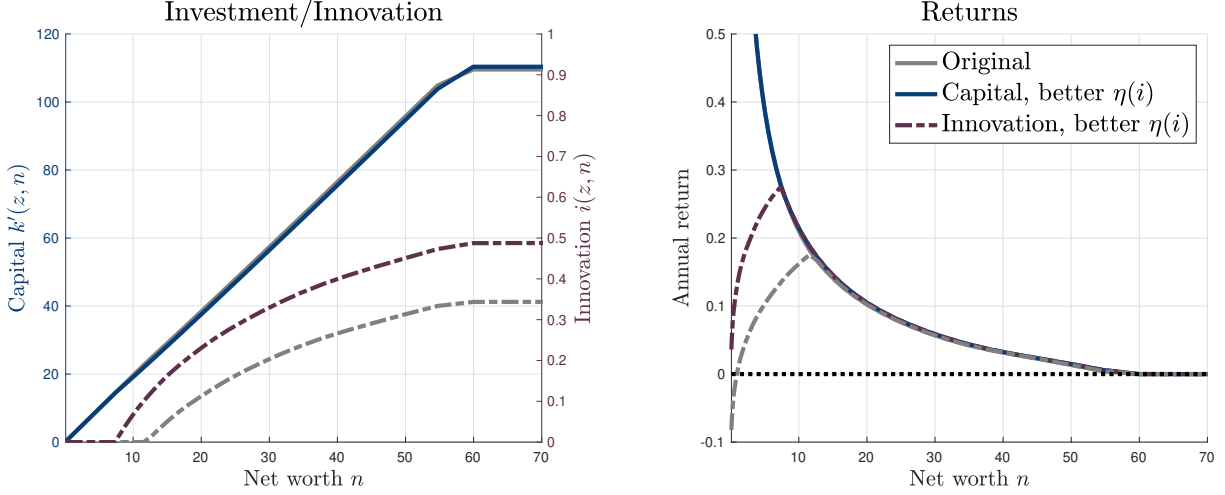 Investment/Innovation
120
100
80
60
40
20
0
Capital k′(z, n)
1
0.9
0.8
0.7
0.6
0.5
0.4
0.3
0.2
0.1
0
Innovation i(z, n)
10 20 30 40 50 60 70
Net worth n
Returns
0.5
0.4
0.3
0.2
0.1
0
-0.1
Annual return
Original
Capital, better η(i)
Innovation, better η(i)
10 20 30 40 50 60 70
Net worth n